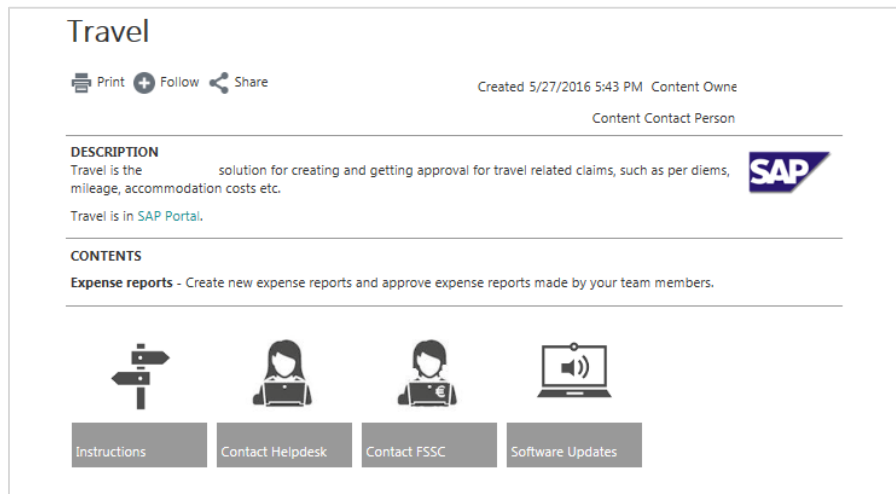 Travel
Print Follow Share
Created 5/27/2016 5:43 PM Content Owne
Content Contact Person
DESCRIPTION
Travel is the solution for creating and getting approval for travel related claims, such as per diems,
mileage, accommodation costs etc.
SAP
Travel is in SAP Portal.
CONTENTS
Expense reports - Create new expense reports and approve expense reports made by your team members.
€
Instructions
Contact Helpdesk
Contact FSSC
Software Updates